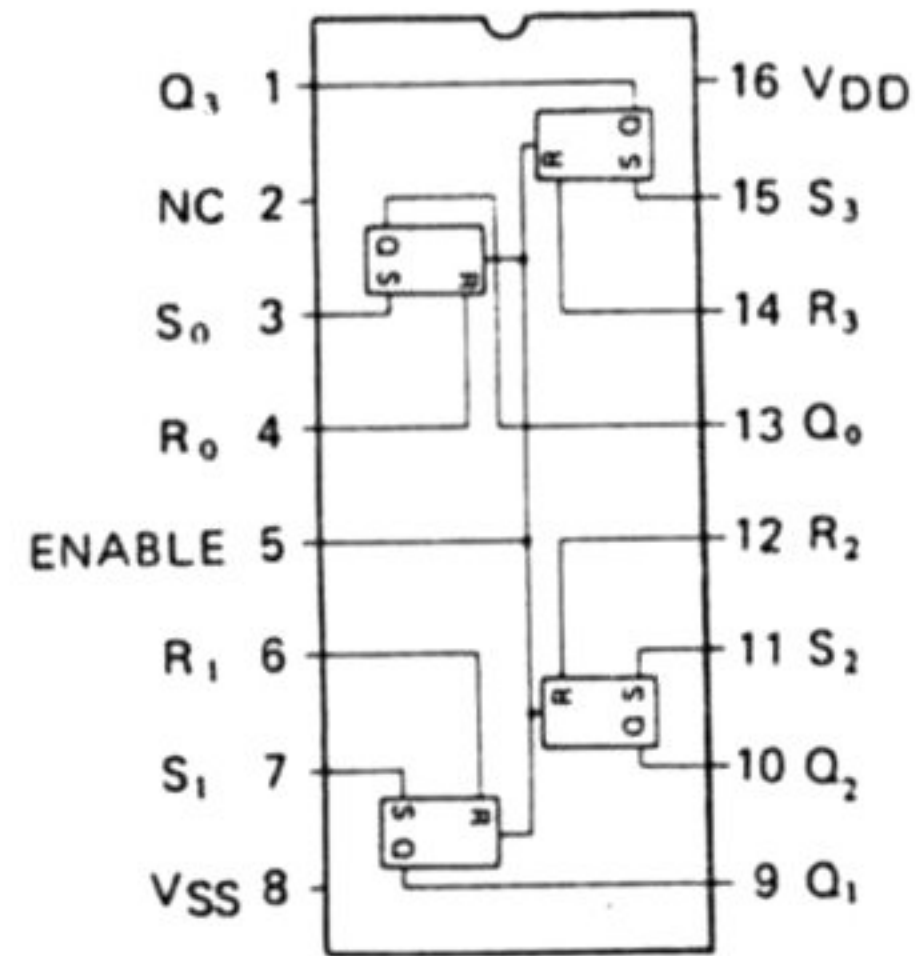 Q₃ 1
16 VDD
Q
R S
NC 2
15 S₃
Q
S R
S₀ 3
14 R₃
R₀ 4
13 Q₀
ENABLE 5
12 R₂
R₁ 6
11 S₂
R S
Q
S₁ 7
10 Q₂
S R
Q
VSS 8
9 Q₁